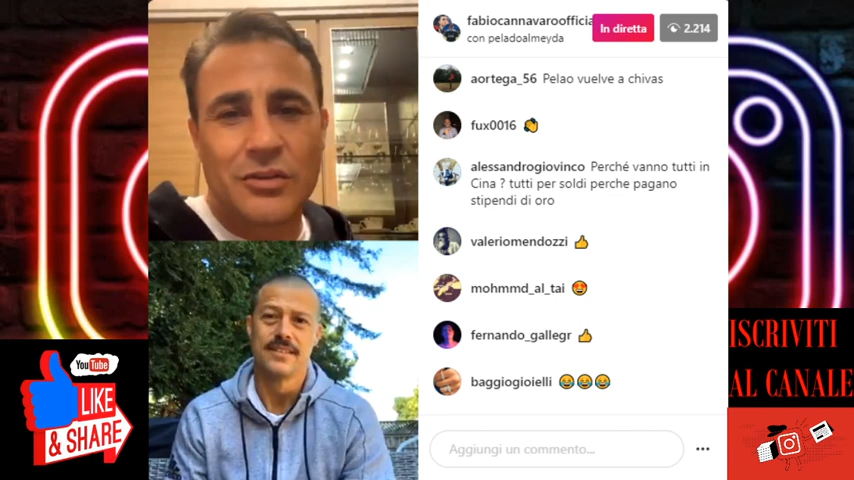 fabiocannavaroofficia
In diretta
2.214
con peladoalmeyda
aortega_56 Pelao vuelve a chivas
fux0016
alessandrogiovinco Perché vanno tutti in
Cina ? tutti per soldi perche pagano
stipendi di oro
valeriomendozzi
mohmmd_al_tai
fernando_gallegr
baggiogioielli
Aggiungi un commento...
YouTube
LIKE
& SHARE
ISCRIVITI
AL CANALE